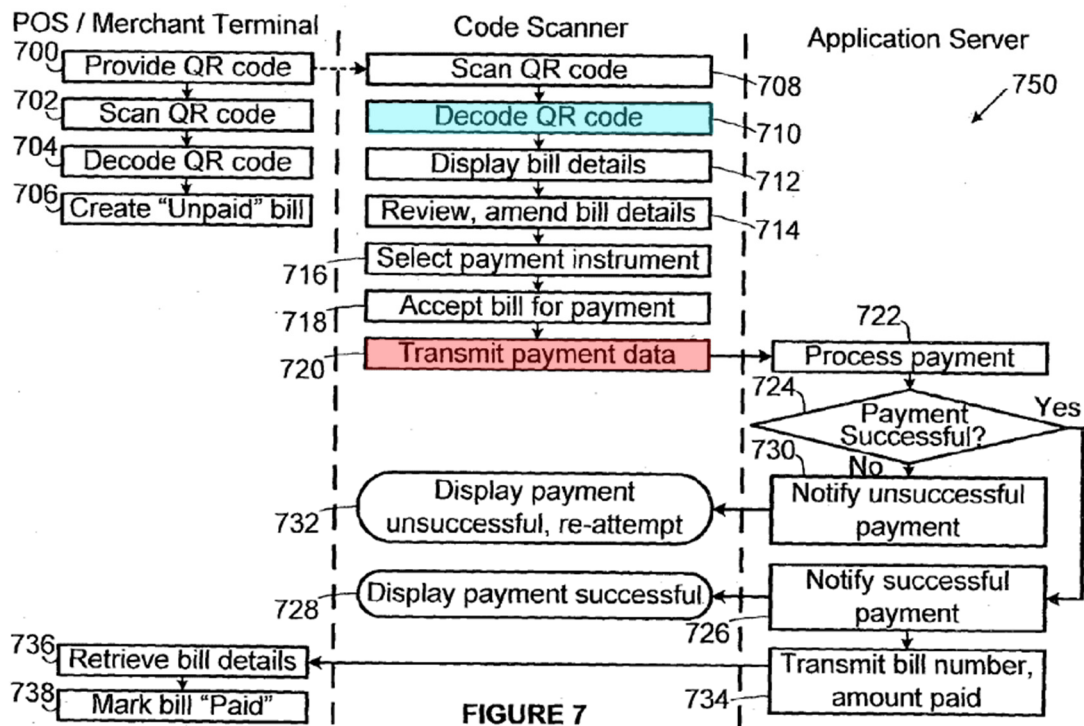 POS / Merchant Terminal
Code Scanner
Application Server
700
Provide QR code
Scan QR code
708
750
702
Scan QR code
Decode QR code
710
704
Decode QR code
Display bill details
712
706
Create "Unpaid" bill
Review, amend bill details
714
716
Select payment instrument
718
Accept bill for payment
722
720
Transmit payment data
Process payment
724
Payment
Successful?
Yes
730
No
732
Display payment
unsuccessful, re-attempt
Notify unsuccessful
payment
728
Display payment successful
Notify successful
payment
726
736
Retrieve bill details
Transmit bill number,
amount paid
734
738
Mark bill "Paid"
FIGURE 7